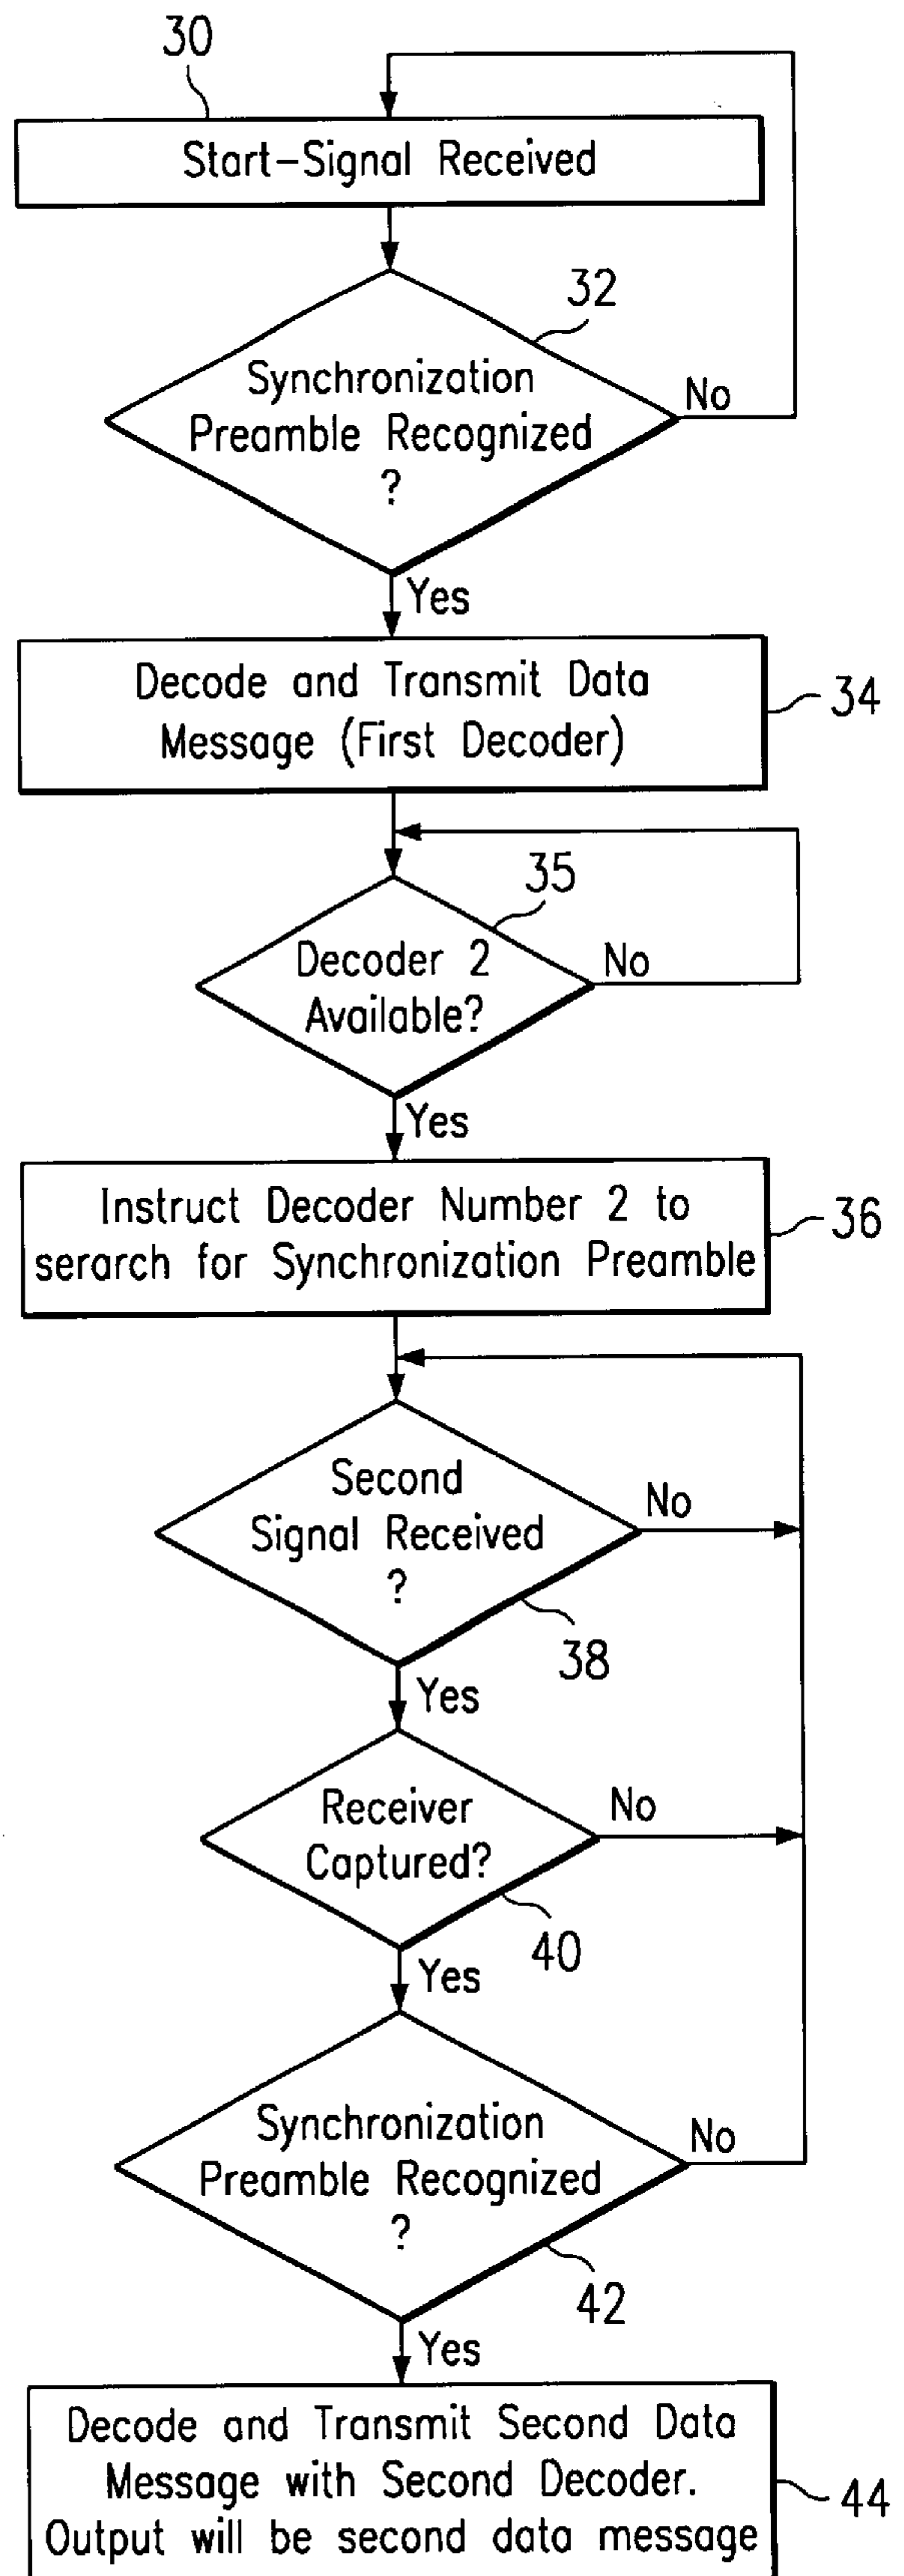 30
Start-Signal Received
32
Synchronization
Preamble Recognized
?
No
Yes
Decode and Transmit Data
Message (First Decoder)
34
35
Decoder 2
Available?
No
Yes
Instruct Decoder Number 2 to
serarch for Synchronization Preamble
36
Second
Signal Received
?
No
38
Yes
Receiver
Captured?
No
40
Yes
Synchronization
Preamble Recognized
?
No
42
Yes
Decode and Transmit Second Data
Message with Second Decoder.
Output will be second data message
44